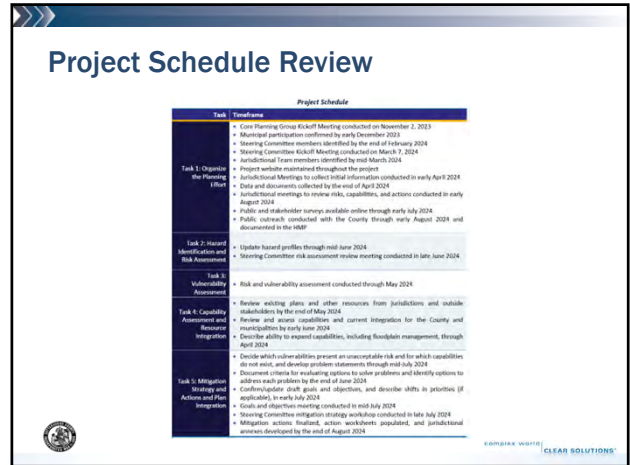 Project Schedule Review
Project Schedule
Task Timeframe
Task 1: Organize
the Planning
Effort
• Core Planning Group Kickoff Meeting conducted on November 2, 2023
• Municipal participation confirmed by early December 2023
• Steering Committee members identified by the end of February 2024
• Steering Committee Kickoff Meeting conducted on March 7, 2024
• Jurisdictional Team members identified by mid-March 2024
• Project website maintained throughout the project
• Jurisdictional Meetings to collect initial information conducted in early April 2024
• Data and documents collected by the end of April 2024
• Jurisdictional meetings to review risks, capabilities, and actions conducted in early
August 2024
• Public and stakeholder surveys available online through early July 2024
• Public outreach conducted with the County through early August 2024 and
documented in the HMP
Task 2: Hazard
Identification and
Risk Assessment
• Update hazard profiles through mid-June 2024
• Steering Committee risk assessment review meeting conducted in late June 2024
Task 3:
Vulnerability
Assessment
• Risk and vulnerability assessment conducted through May 2024
Task 4: Capability
Assessment and
Resource
Integration
• Review existing plans and other resources from jurisdictions and outside
stakeholders by the end of May 2024
• Review and assess capabilities and current integration for the County and
municipalities by early June 2024
• Describe ability to expand capabilities, including floodplain management, through
April 2024
Task 5: Mitigation
Strategy and
Actions and Plan
Integration
• Decide which vulnerabilities present an unacceptable risk and for which capabilities
do not exist, and develop problem statements through mid-July 2024
• Document criteria for evaluating options to solve problems and identify options to
address each problem by the end of June 2024
• Confirm/update draft goals and objectives, and describe shifts in priorities (if
applicable), in early July 2024
• Goals and objectives meeting conducted in mid-July 2024
• Steering Committee mitigation strategy workshop conducted in late July 2024
• Mitigation actions finalized, action worksheets populated, and jurisdictional
annexes developed by the end of August 2024
complex world
CLEAR SOLUTIONS™